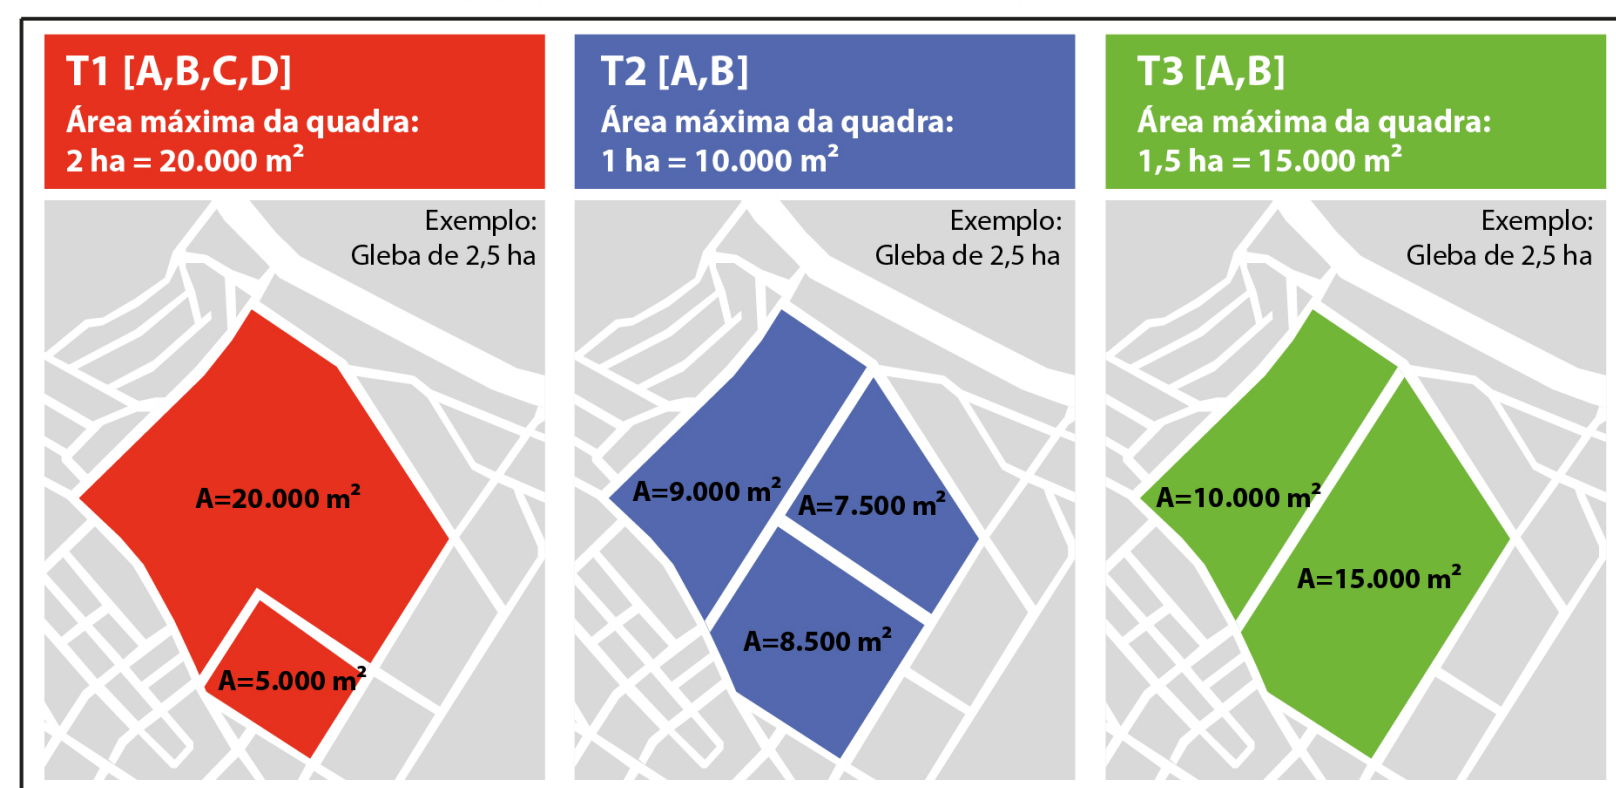 T1 [A,B,C,D]
Área máxima da quadra:
2 ha = 20.000 m²
Exemplo:
Gleba de 2,5 ha
A=20.000 m²
A=5.000 m²
T2 [A,B]
Área máxima da quadra:
1 ha = 10.000 m²
Exemplo:
Gleba de 2,5 ha
A=9.000 m²
A=7.500 m²
A=8.500 m²
T3 [A,B]
Área máxima da quadra:
1,5 ha = 15.000 m²
Exemplo:
Gleba de 2,5 ha
A=10.000 m²
A=15.000 m²